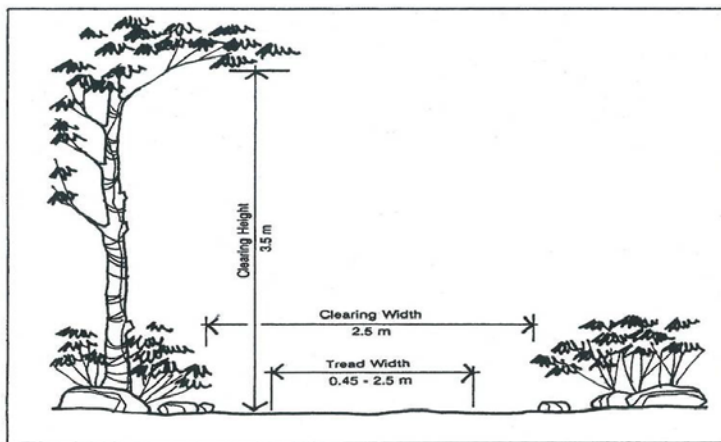 Clearing Height
3.5 m
Clearing Width
2.5 m
Tread Width
0.45 - 2.5 m